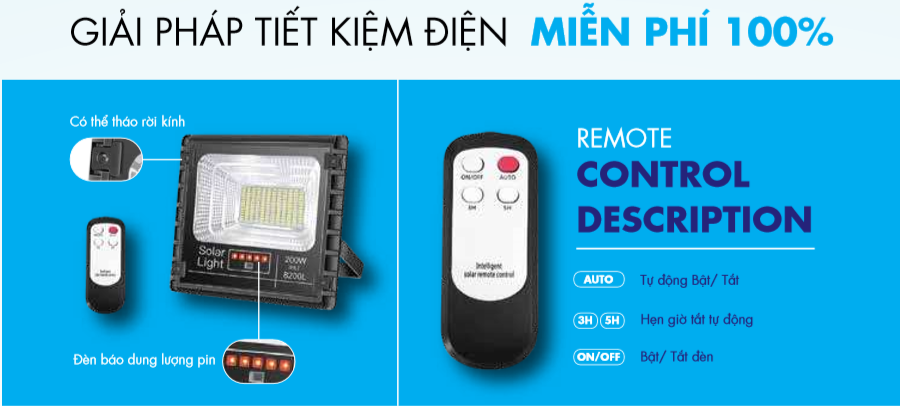 GIẢI PHÁP TIẾT KIỆM ĐIỆN MIỄN PHÍ 100%
Có thể tháo rời kính
Solar
Light
200W
8200L
Đèn báo dung lượng pin
ON/OFF AUTO
3H 5H
Intelligent
solar remote control
REMOTE
CONTROL
DESCRIPTION
AUTO Tự động Bật/ Tắt
3H 5H Hẹn giờ tắt tự động
ON/OFF Bật/ Tắt đèn